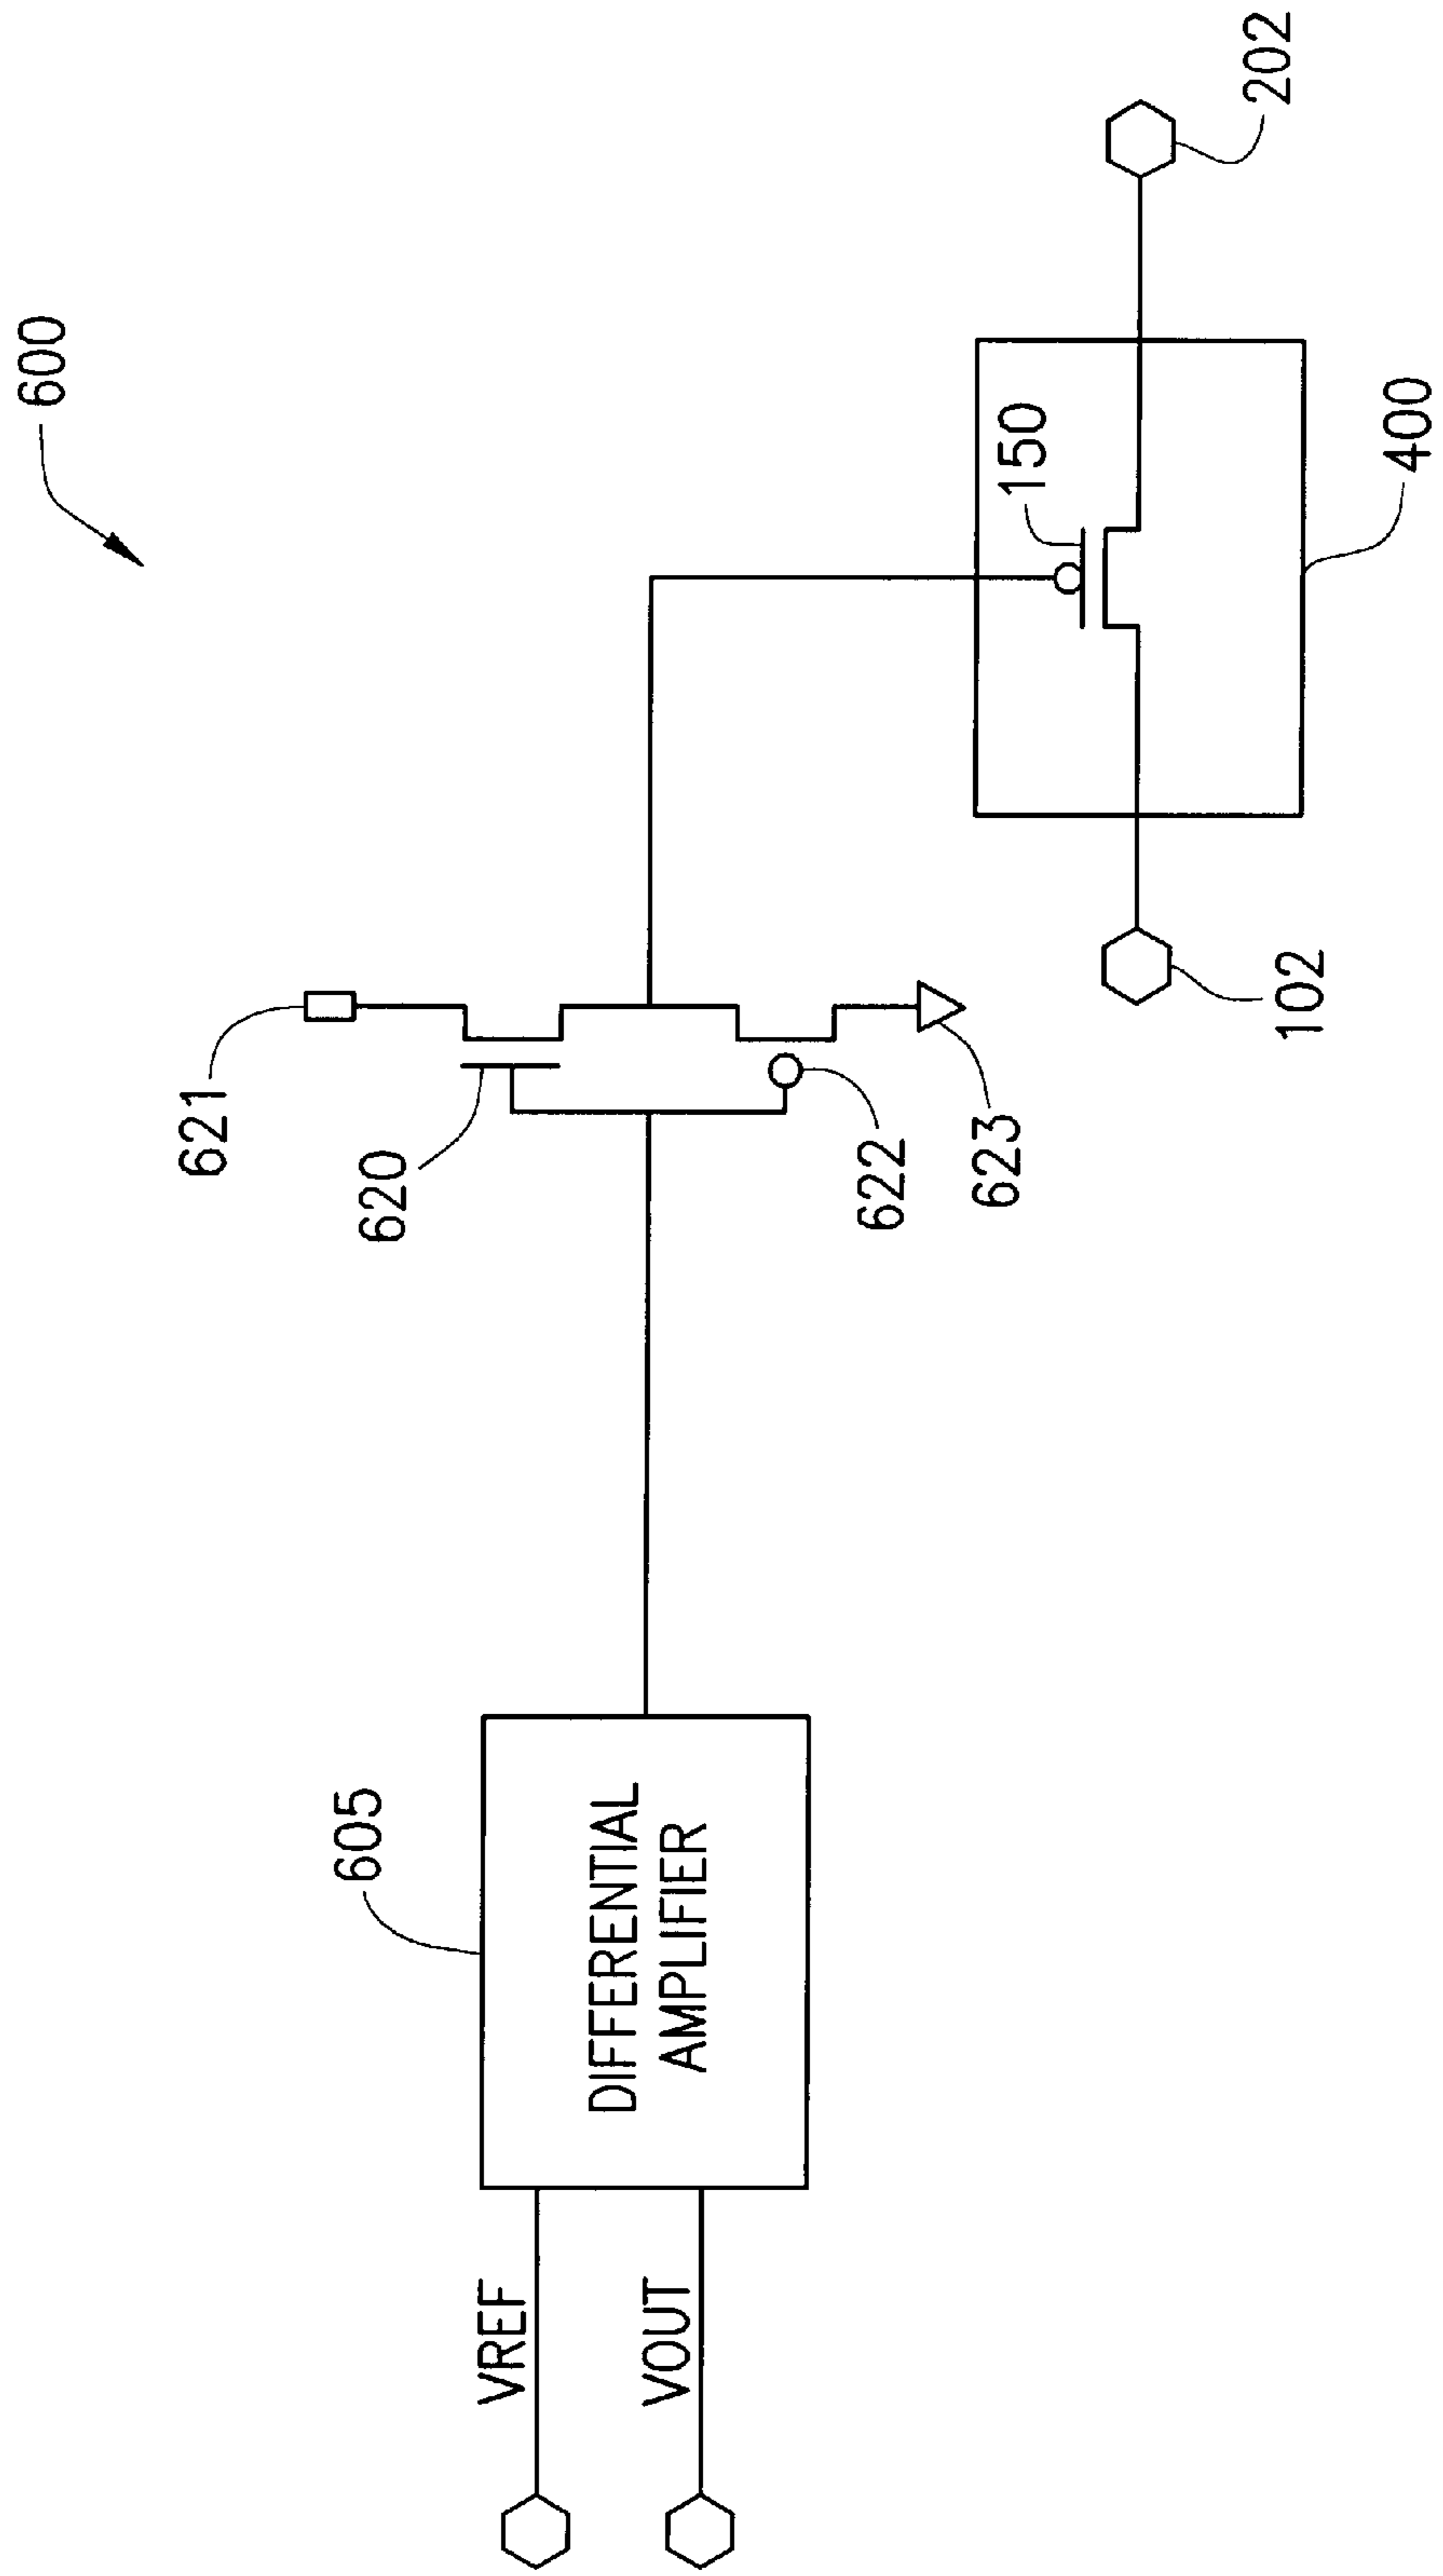 600
621
620
622
623
605
DIFFERENTIAL
AMPLIFIER
VREF
VOUT
150
400
102
202